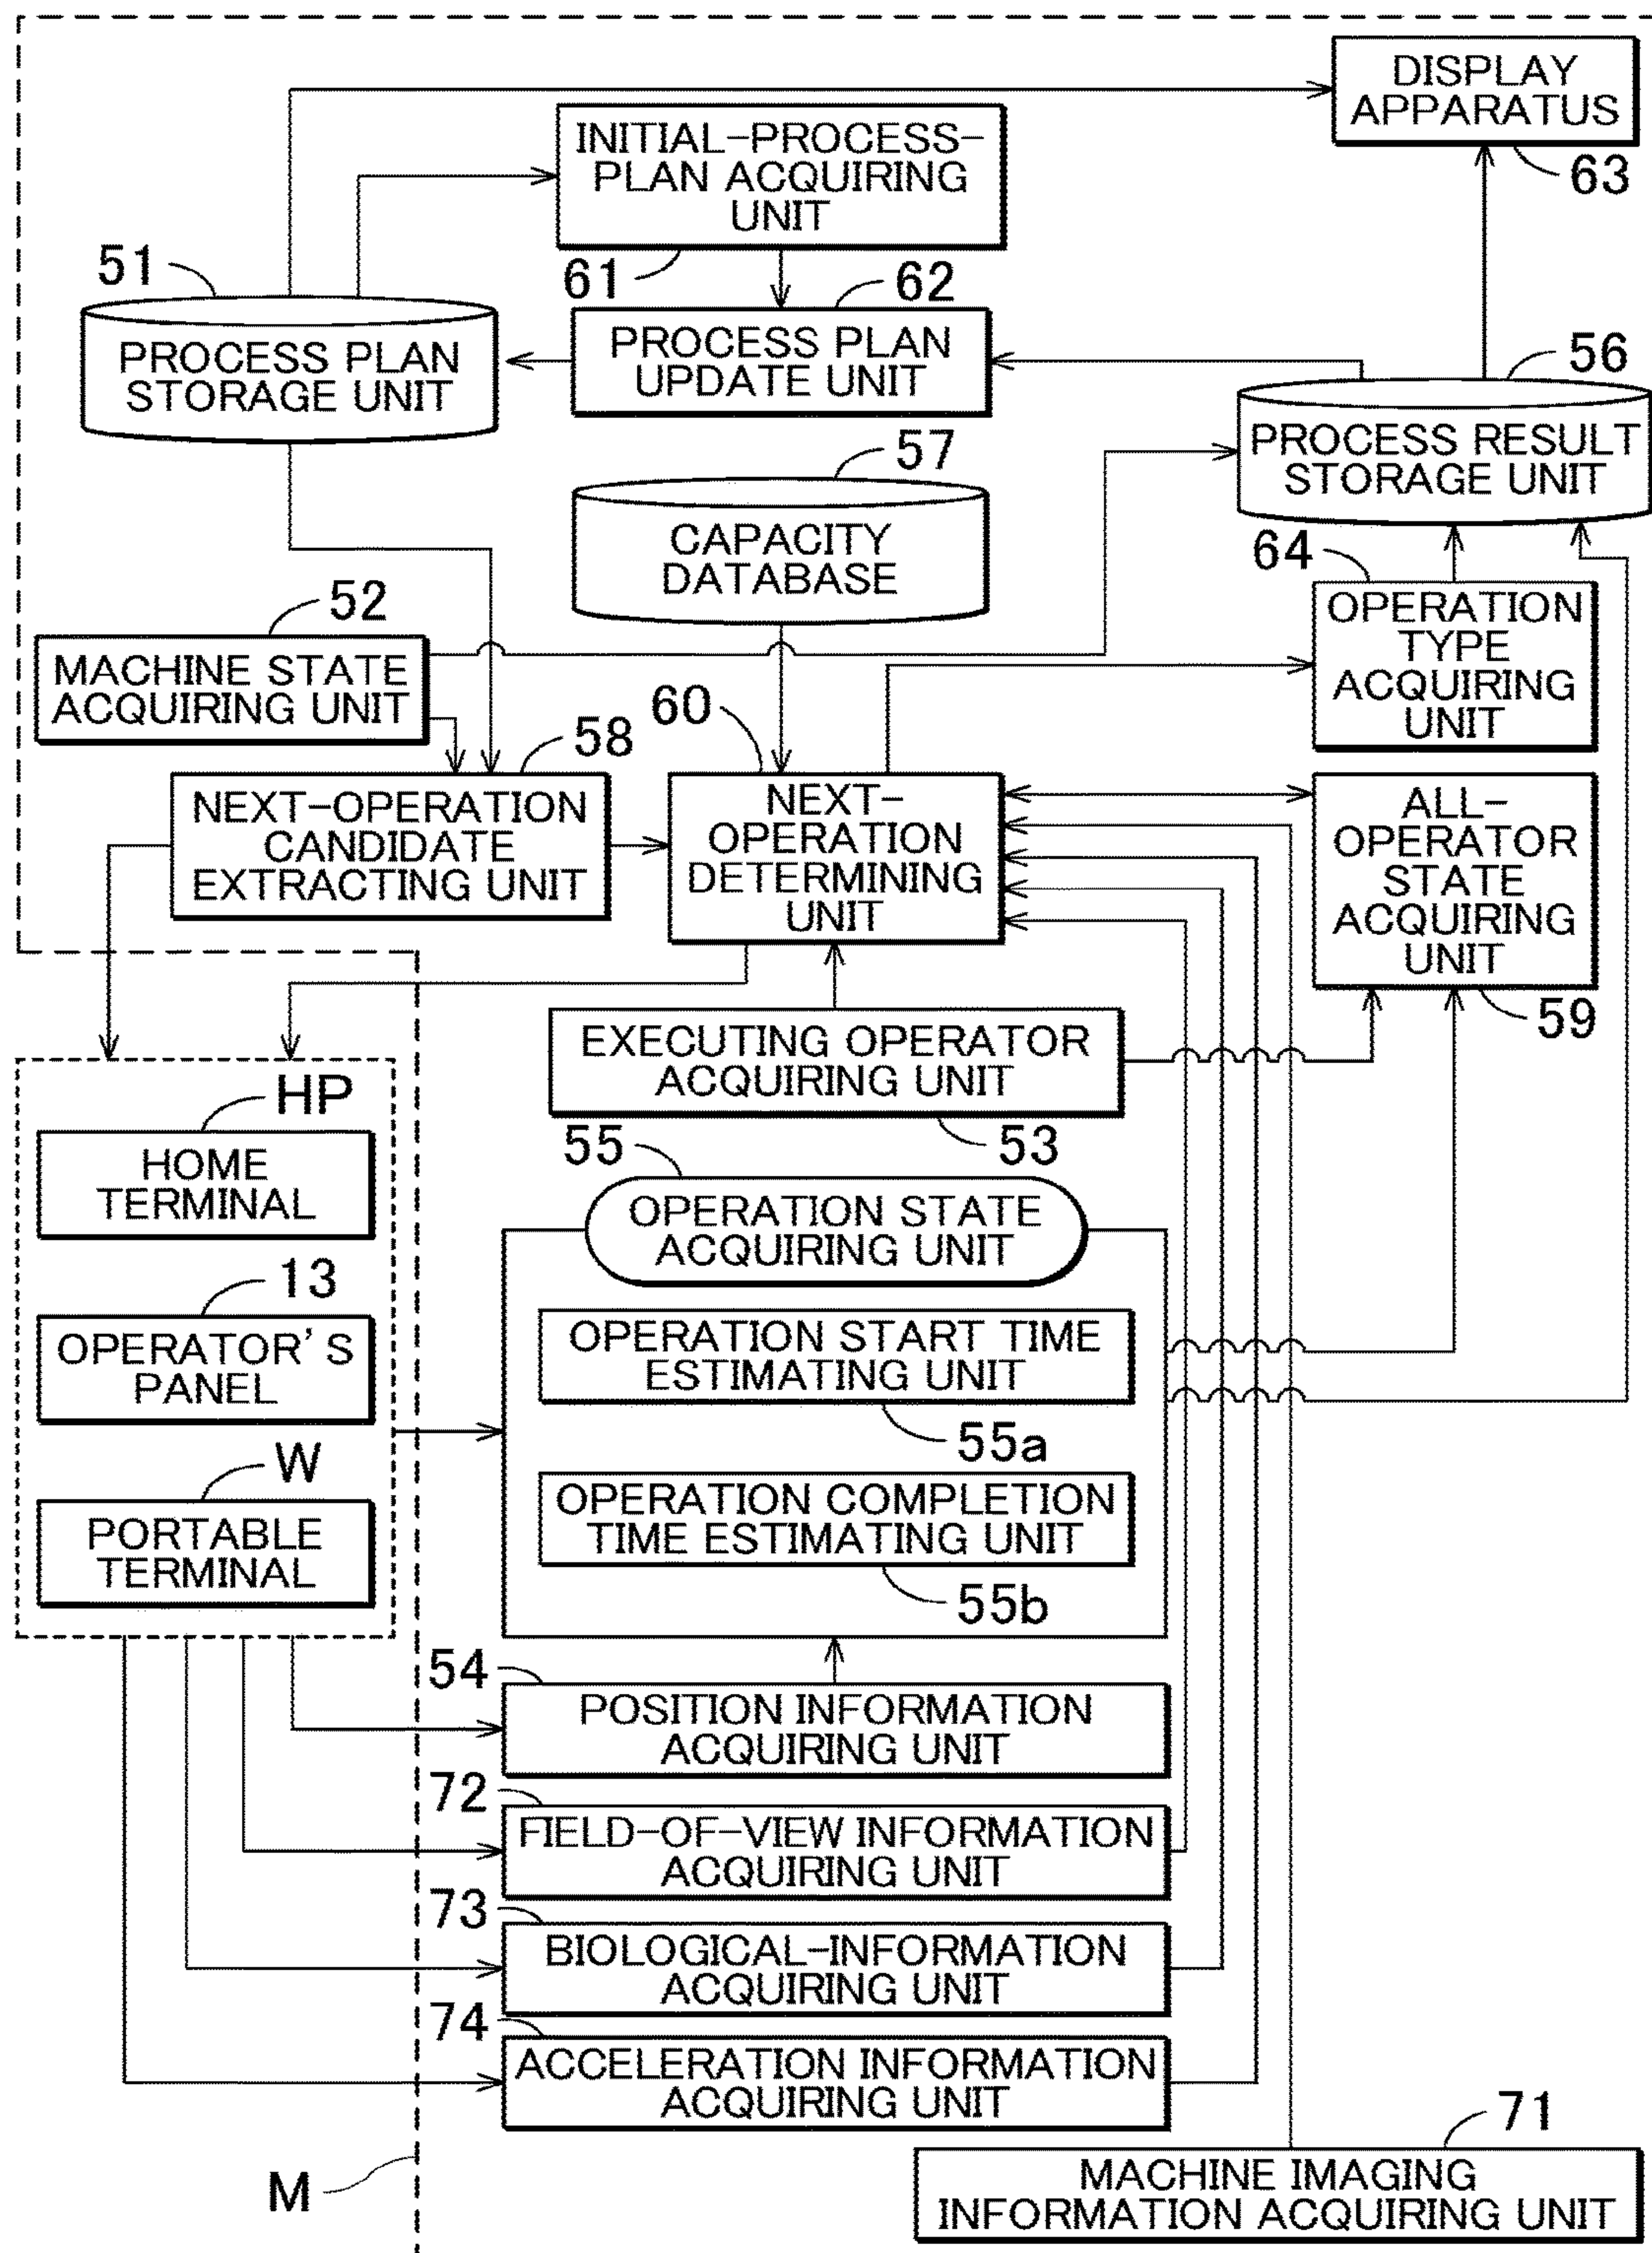 DISPLAY
APPARATUS
63
INITIAL-PROCESS-
PLAN ACQUIRING
UNIT
61
51
PROCESS PLAN
STORAGE UNIT
62
PROCESS PLAN
UPDATE UNIT
56
PROCESS RESULT
STORAGE UNIT
57
CAPACITY
DATABASE
64
OPERATION
TYPE
ACQUIRING
UNIT
52
MACHINE STATE
ACQUIRING UNIT
58
NEXT-OPERATION
CANDIDATE
EXTRACTING UNIT
60
NEXT-
OPERATION
DETERMINING
UNIT
ALL-
OPERATOR
STATE
ACQUIRING
UNIT
59
EXECUTING OPERATOR
ACQUIRING UNIT
53
HP
HOME
TERMINAL
13
OPERATOR'S
PANEL
W
PORTABLE
TERMINAL
55
OPERATION STATE
ACQUIRING UNIT
OPERATION START TIME
ESTIMATING UNIT
55a
OPERATION COMPLETION
TIME ESTIMATING UNIT
55b
54
POSITION INFORMATION
ACQUIRING UNIT
72
FIELD-OF-VIEW INFORMATION
ACQUIRING UNIT
73
BIOLOGICAL-INFORMATION
ACQUIRING UNIT
74
ACCELERATION INFORMATION
ACQUIRING UNIT
71
MACHINE IMAGING
INFORMATION ACQUIRING UNIT
M